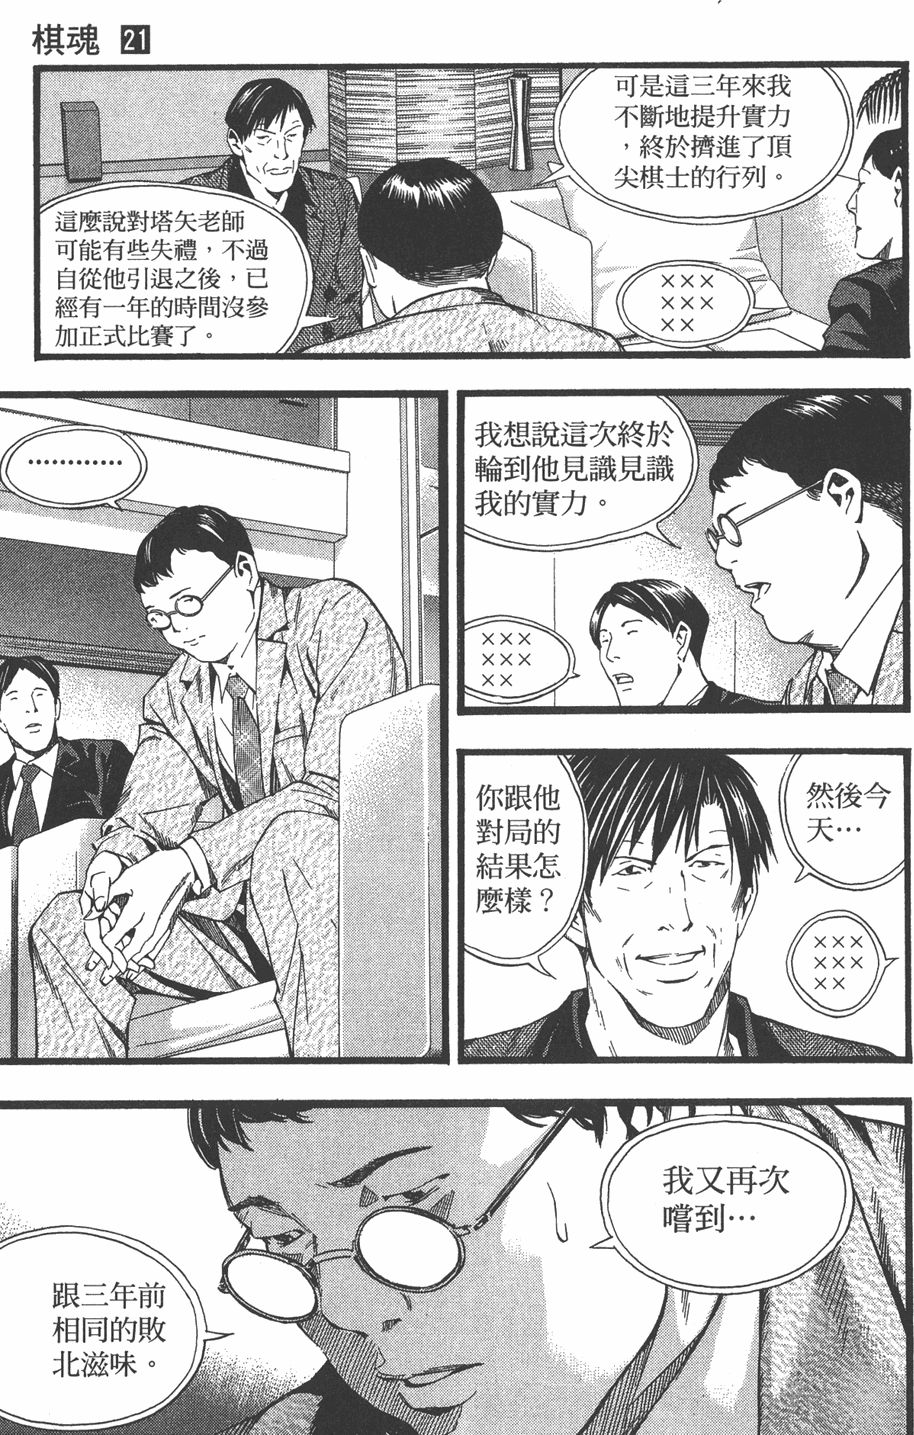 棋魂 21
可是這三年來我
不斷地提升實力
，終於擠進了頂
尖棋士的行列。
×××
×××
××
這麼說對塔矢老師
可能有些失禮，不過
自從他引退之後，已
經有一年的時間沒參
加正式比賽了。
我想說這次終於
輪到他見識見識
我的實力。
×××
×××
××
…………
然後今
天…
×××
×××
××
你跟他
對局的
結果怎
麼樣？
我又再次
嚐到…
跟三年前
相同的敗
北滋味。